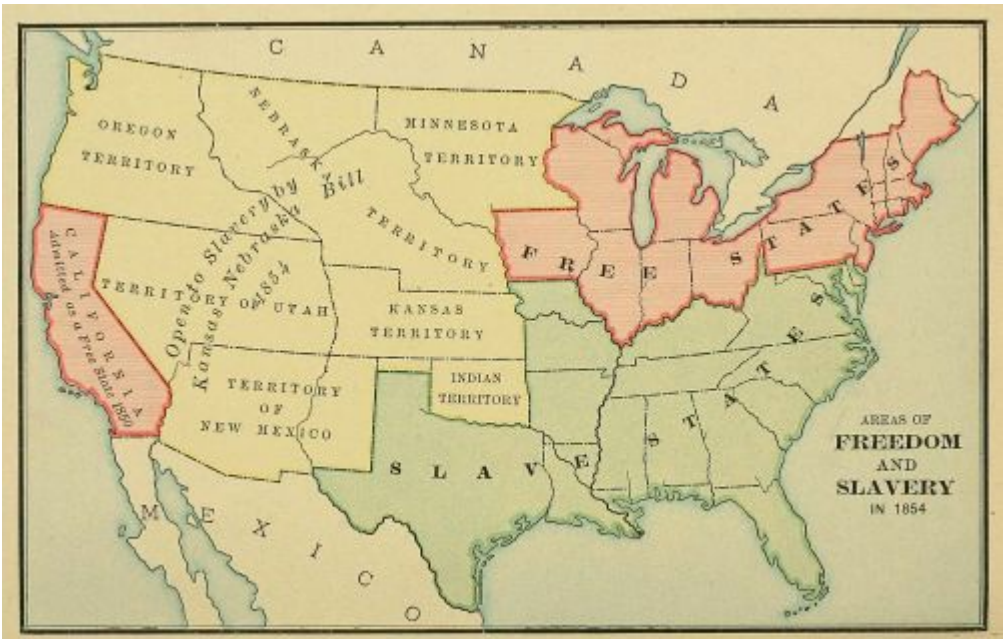 CANADA
OREGON
TERRITORY
NEBRASKA
TERRITORY
MINNESOTA
TERRITORY
Open to Slavery by
Kansas Nebraska Bill
1854
CALIFORNIA
Admitted as a Free State 1850
TERRITORY OF UTAH
KANSAS
TERRITORY
INDIAN
TERRITORY
TERRITORY
OF
NEW MEXICO
FREE STATES
SLAVE STATES
MEXICO
AREAS OF
FREEDOM
AND
SLAVERY
IN 1854